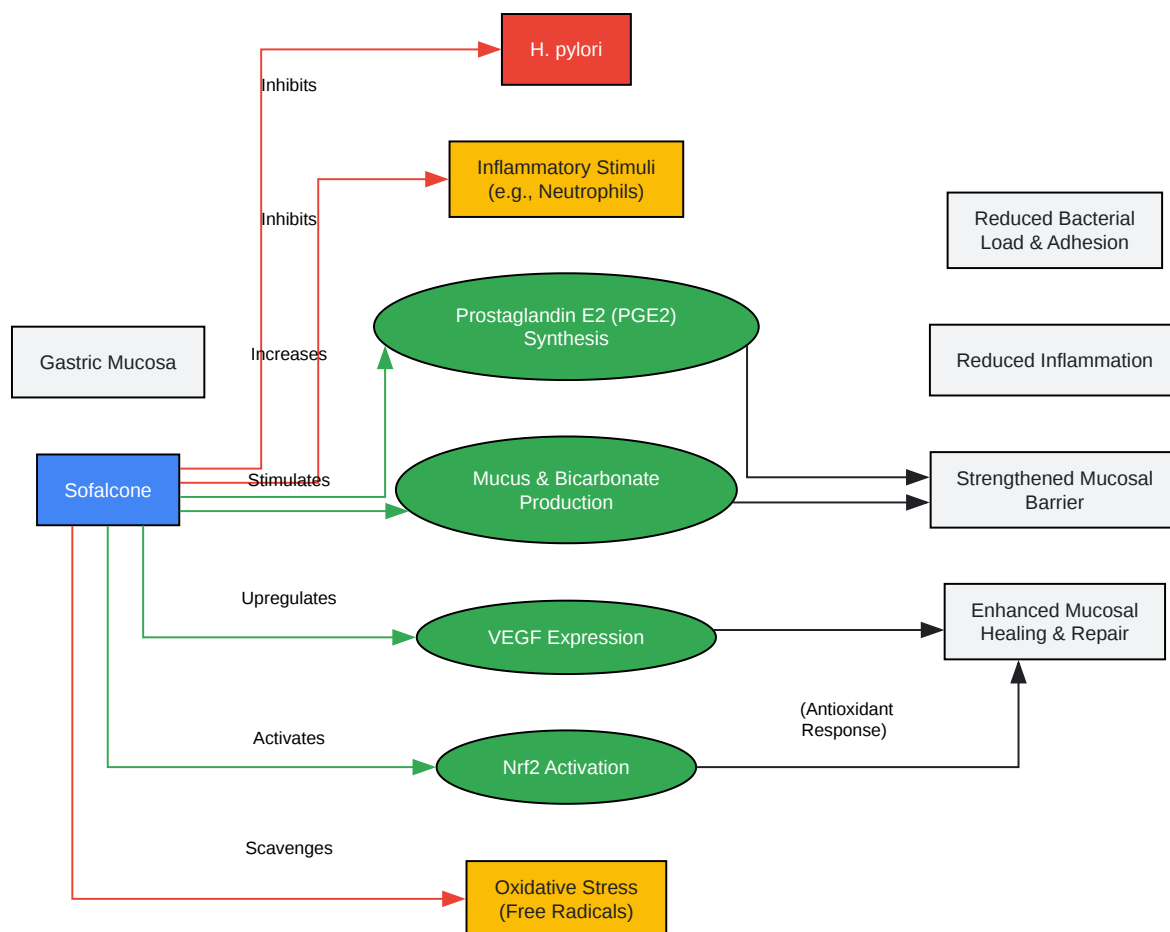 H. pylori
Inhibits
Inflammatory Stimuli
(e.g., Neutrophils)
Inhibits
Reduced Bacterial
Load & Adhesion
Prostaglandin E2 (PGE2)
Synthesis
Gastric Mucosa
Increases
Reduced Inflammation
Sofalcone
Stimulates
Mucus & Bicarbonate
Production
Strengthened Mucosal
Barrier
Upregulates
VEGF Expression
Enhanced Mucosal
Healing & Repair
(Antioxidant
Response)
Activates
Nrf2 Activation
Scavenges
Oxidative Stress
(Free Radicals)